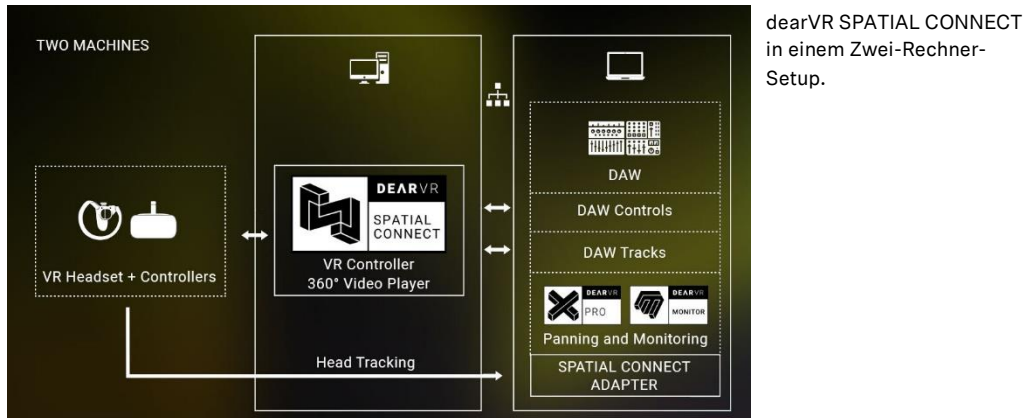 TWO MACHINES
VR Headset + Controllers
DEARVR
SPATIAL
CONNECT
VR Controller
360° Video Player
Head Tracking
DAW
DAW Controls
DAW Tracks
DEARVR
PRO
DEARVR
MONITOR
Panning and Monitoring
SPATIAL CONNECT
ADAPTER
dearVR SPATIAL CONNECT
in einem Zwei-Rechner-
Setup.